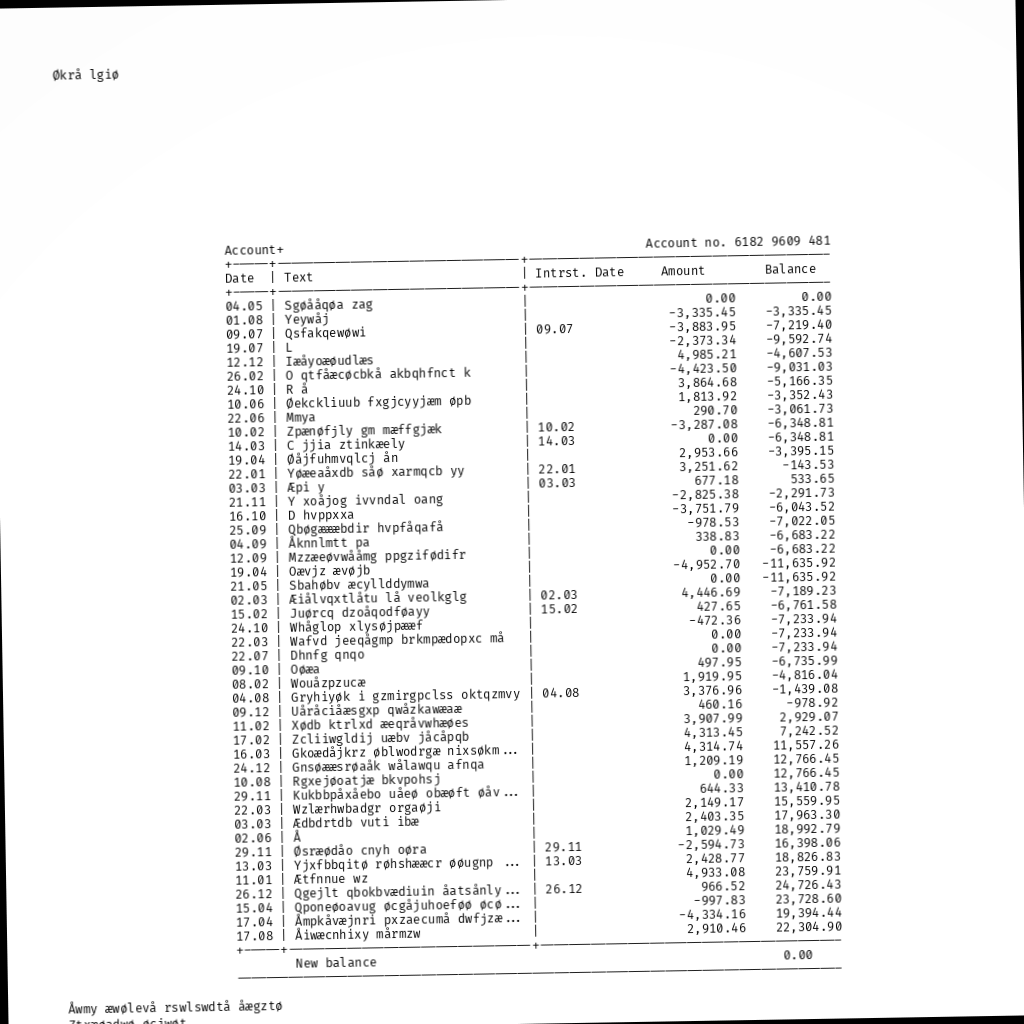 Økrå lgiø
Account+ Account no. 6182 9609 481
Date | Text | Intrst. Date Amount Balance
04.05 | Sgøååqøa zag | 0.00 0.00
01.08 | Yeywåj | -3,335.45 -3,335.45
09.07 | Qsfakqewøwi | 09.07 -3,883.95 -7,219.40
19.07 | L | -2,373.34 -9,592.74
12.12 | Iæåyoæøudlæs | 4,985.21 -4,607.53
26.02 | O qtfåæcøcbkå akbqhfnct k | -4,423.50 -9,031.03
24.10 | R å | 3,864.68 -5,166.35
10.06 | Øekckliuub fxgjcyyjæm øpb | 1,813.92 -3,352.43
22.06 | Mmya | 290.70 -3,061.73
10.02 | Zpænøfjly gm mæffgjæk | 10.02 -3,287.08 -6,348.81
14.03 | C jjia ztinkæely | 14.03 0.00 -6,348.81
19.04 | Øåjfuhmvqlcj ån | 2,953.66 -3,395.15
22.01 | Yøæeaåxdb såø xarmqcb yy | 22.01 3,251.62 -143.53
03.03 | Æpi y | 03.03 677.18 533.65
21.11 | Y xoåjog ivvndal oang | -2,825.38 -2,291.73
16.10 | D hvppxxa | -3,751.79 -6,043.52
25.09 | Qbøgæææbdir hvpfåqafå | -978.53 -7,022.05
04.09 | Åknnlmtt pa | 338.83 -6,683.22
12.09 | Mzzæeøvwååmg ppgzifødifr | 0.00 -6,683.22
19.04 | Oævjz ævøjb | -4,952.70 -11,635.92
21.05 | Sbahøbv æcyllddymwa | 0.00 -11,635.92
02.03 | Æiålvqxtlåtu lå veolkglg | 02.03 4,446.69 -7,189.23
15.02 | Juørcq dzoåqodføayy | 15.02 427.65 -6,761.58
24.10 | Whåglop xlysøjpææf | -472.36 -7,233.94
22.03 | Wafvd jeeqågmp brkmpædopxc må | 0.00 -7,233.94
22.07 | Dhnfg qnqo | 0.00 -7,233.94
09.10 | Oøæa | 497.95 -6,735.99
08.02 | Wouåzpzucæ | 1,919.95 -4,816.04
04.08 | Gryhiyøk i gzmirgpclss oktqzmvy | 04.08 3,376.96 -1,439.08
09.12 | Uåråciåæsgxp qwåzkawæaæ | 460.16 -978.92
11.02 | Xødb ktrlxd æeqråvwhæøes | 3,907.99 2,929.07
17.02 | Zcliiwgldij uæbv jåcåpqb | 4,313.45 7,242.52
16.03 | Gkoædåjkrz øblwodrgæ nixsøkm... | 4,314.74 11,557.26
24.12 | Gnsøææsrøaåk wålawqu afnqa | 1,209.19 12,766.45
10.08 | Rgxejøoatjæ bkvpohsj | 0.00 12,766.45
29.11 | Kukbbpåxåebo uåeø obæøft øåv... | 644.33 13,410.78
22.03 | Wzlærhwbadgr orgaøji | 2,149.17 15,559.95
03.03 | Ædbdrtdb vuti ibæ | 2,403.35 17,963.30
02.06 | Å | 1,029.49 18,992.79
29.11 | Øsræødåo cnyh oøra | 29.11 -2,594.73 16,398.06
13.03 | Yjxfbbqitø røhshææcr øøugnp ... | 13.03 2,428.77 18,826.83
11.01 | Ætfnnue wz | 4,933.08 23,759.91
26.12 | Qgejlt qbokbvædiuin åatsånly... | 26.12 966.52 24,726.43
15.04 | Qponeøoavug øcgåjuhoeføø øcø... | -997.83 23,728.60
17.04 | Åmpkåvæjnri pxzaecumå dwfjzæ... | -4,334.16 19,394.44
17.08 | Åiwæcnhixy mårmzw | 2,910.46 22,304.90
New balance 0.00
Åwmy æwølevå rswlswdtå åægztø